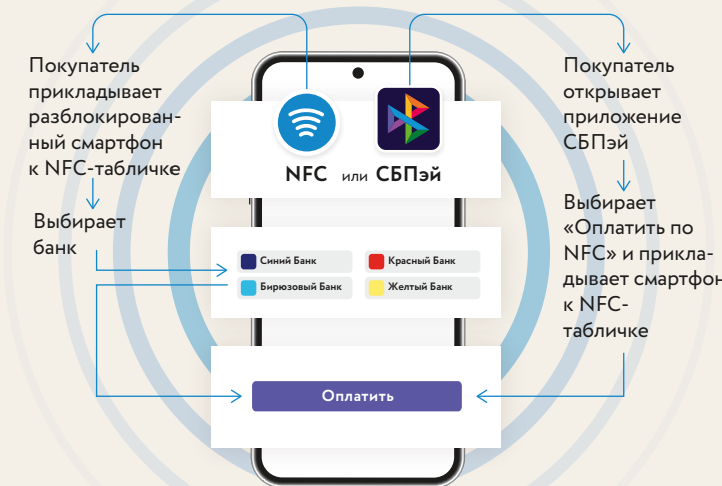 Покупатель
прикладывает
разблокирован-
ный смартфон
к NFC-табличке
Выбирает
банк
NFC или СБПэй
Синий Банк
Красный Банк
Бирюзовый Банк
Желтый Банк
Оплатить
Покупатель
открывает
приложение
СБПэй
Выбирает
«Оплатить по
NFC» и прикла-
дывает смартфон
к NFC-
табличке